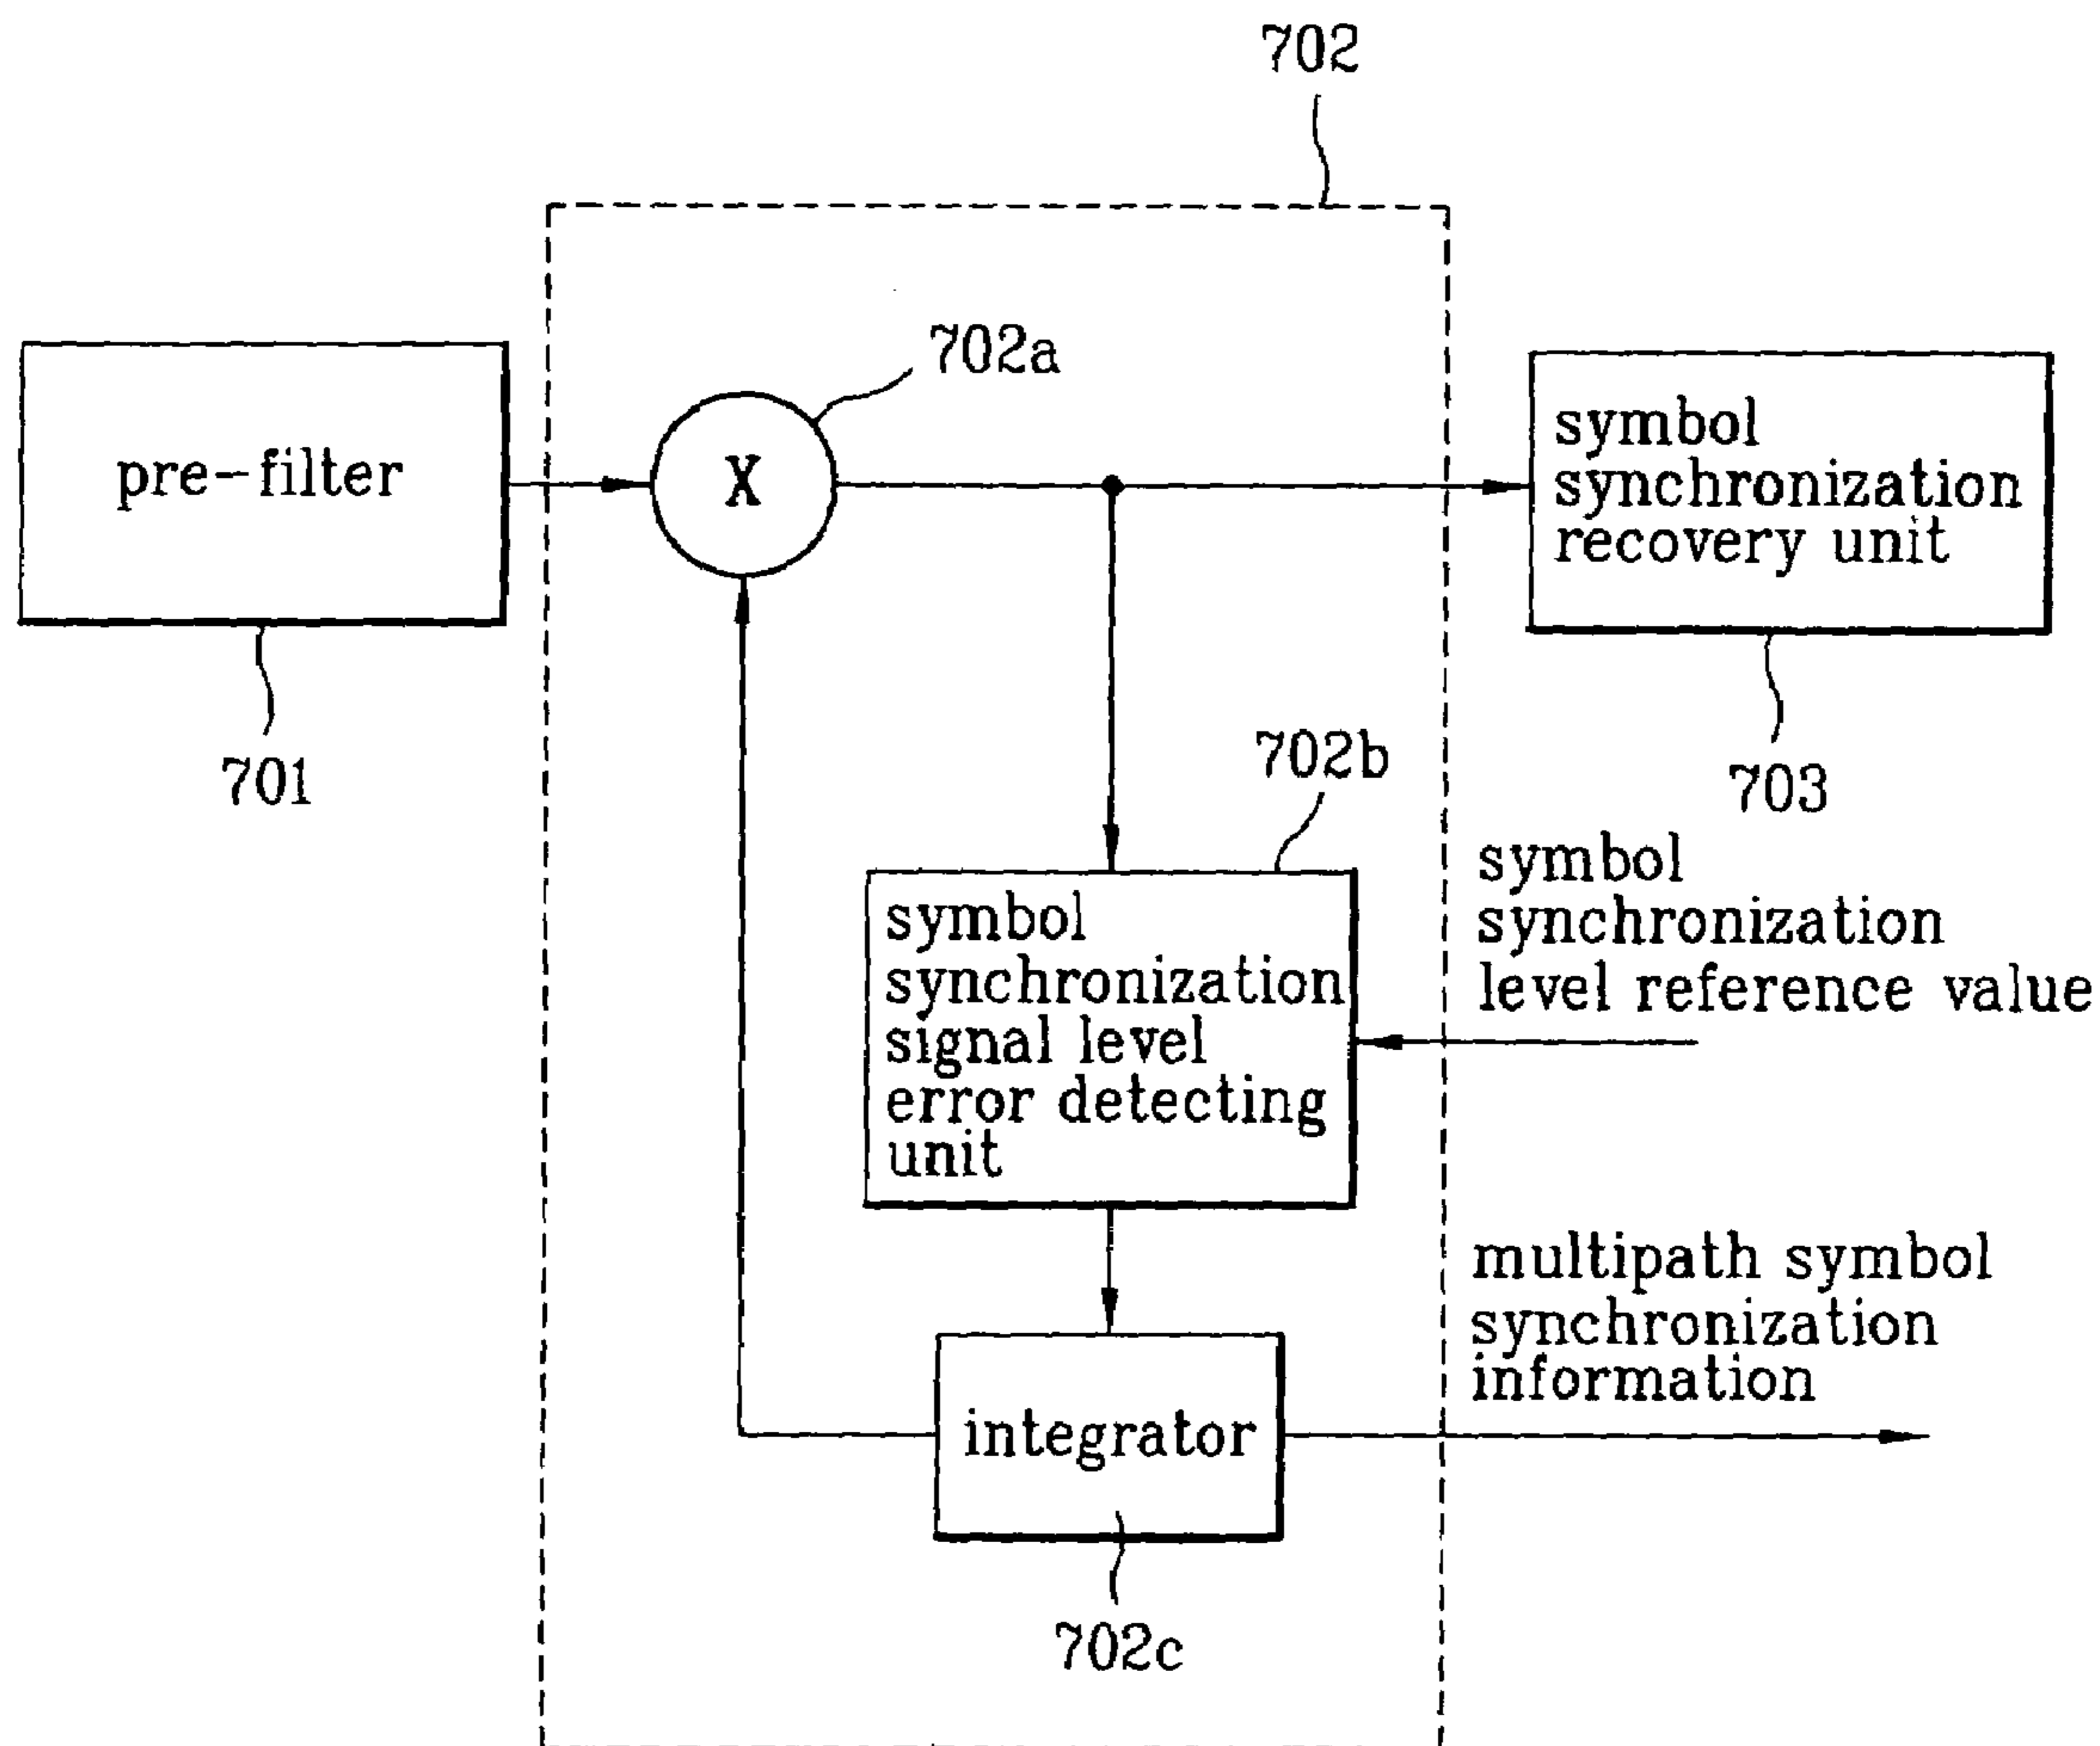 702
702a
pre-filter
X
symbol
synchronization
recovery unit
701
702b
703
symbol
synchronization
signal level
error detecting
unit
symbol
synchronization
level reference value
integrator
multipath symbol
synchronization
information
702c